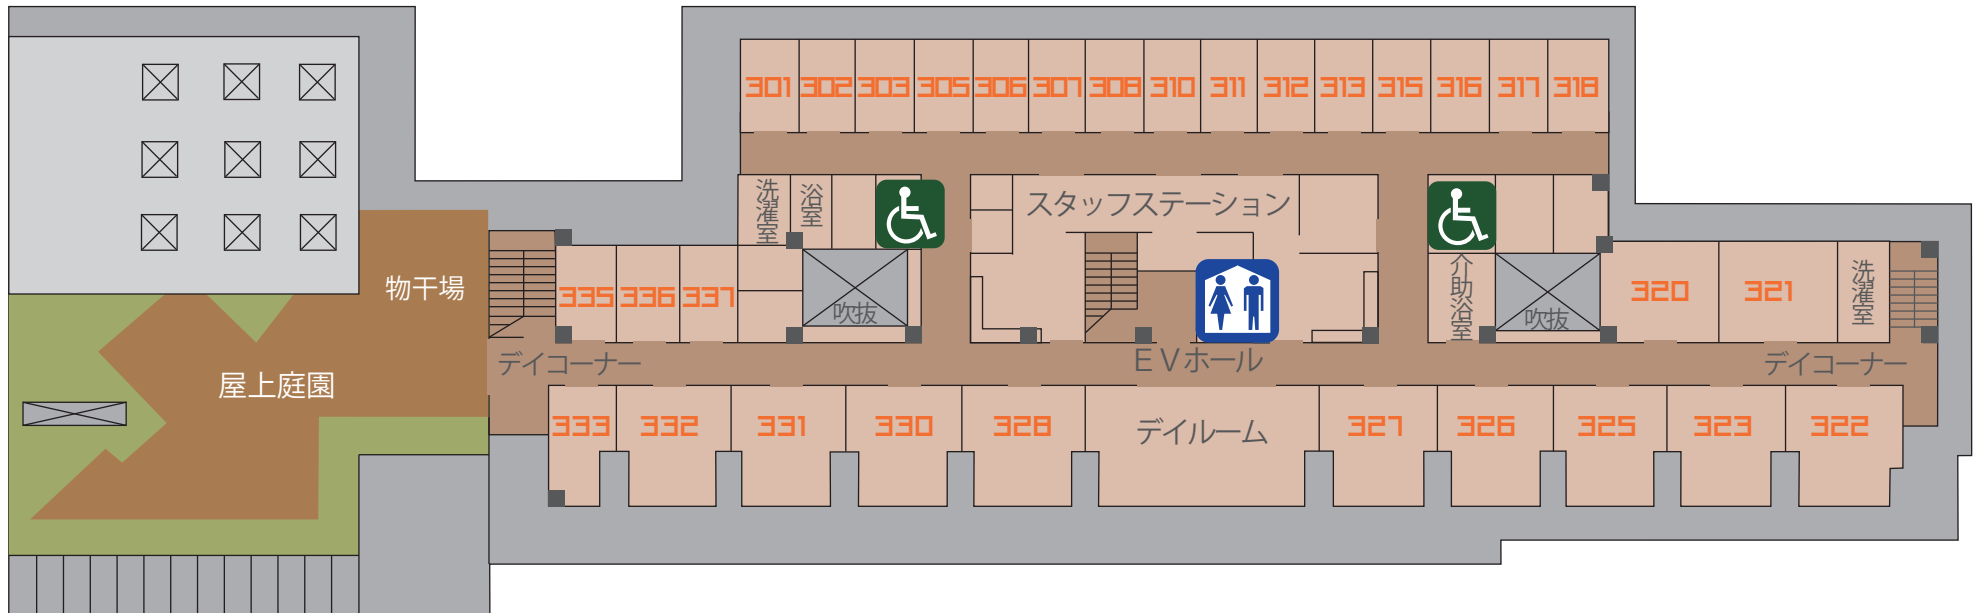 301 302 303 305 306 307 308 310 311 312 313 315 316 317 318
洗濯室
浴室
スタッフステーション
介助浴室
335 336 337
吹抜
吹抜
320 321
洗濯室
物干場
屋上庭園
デイコーナー
EVホール
デイコーナー
333 332 331 330 328
デイルーム
327 326 325 323 322